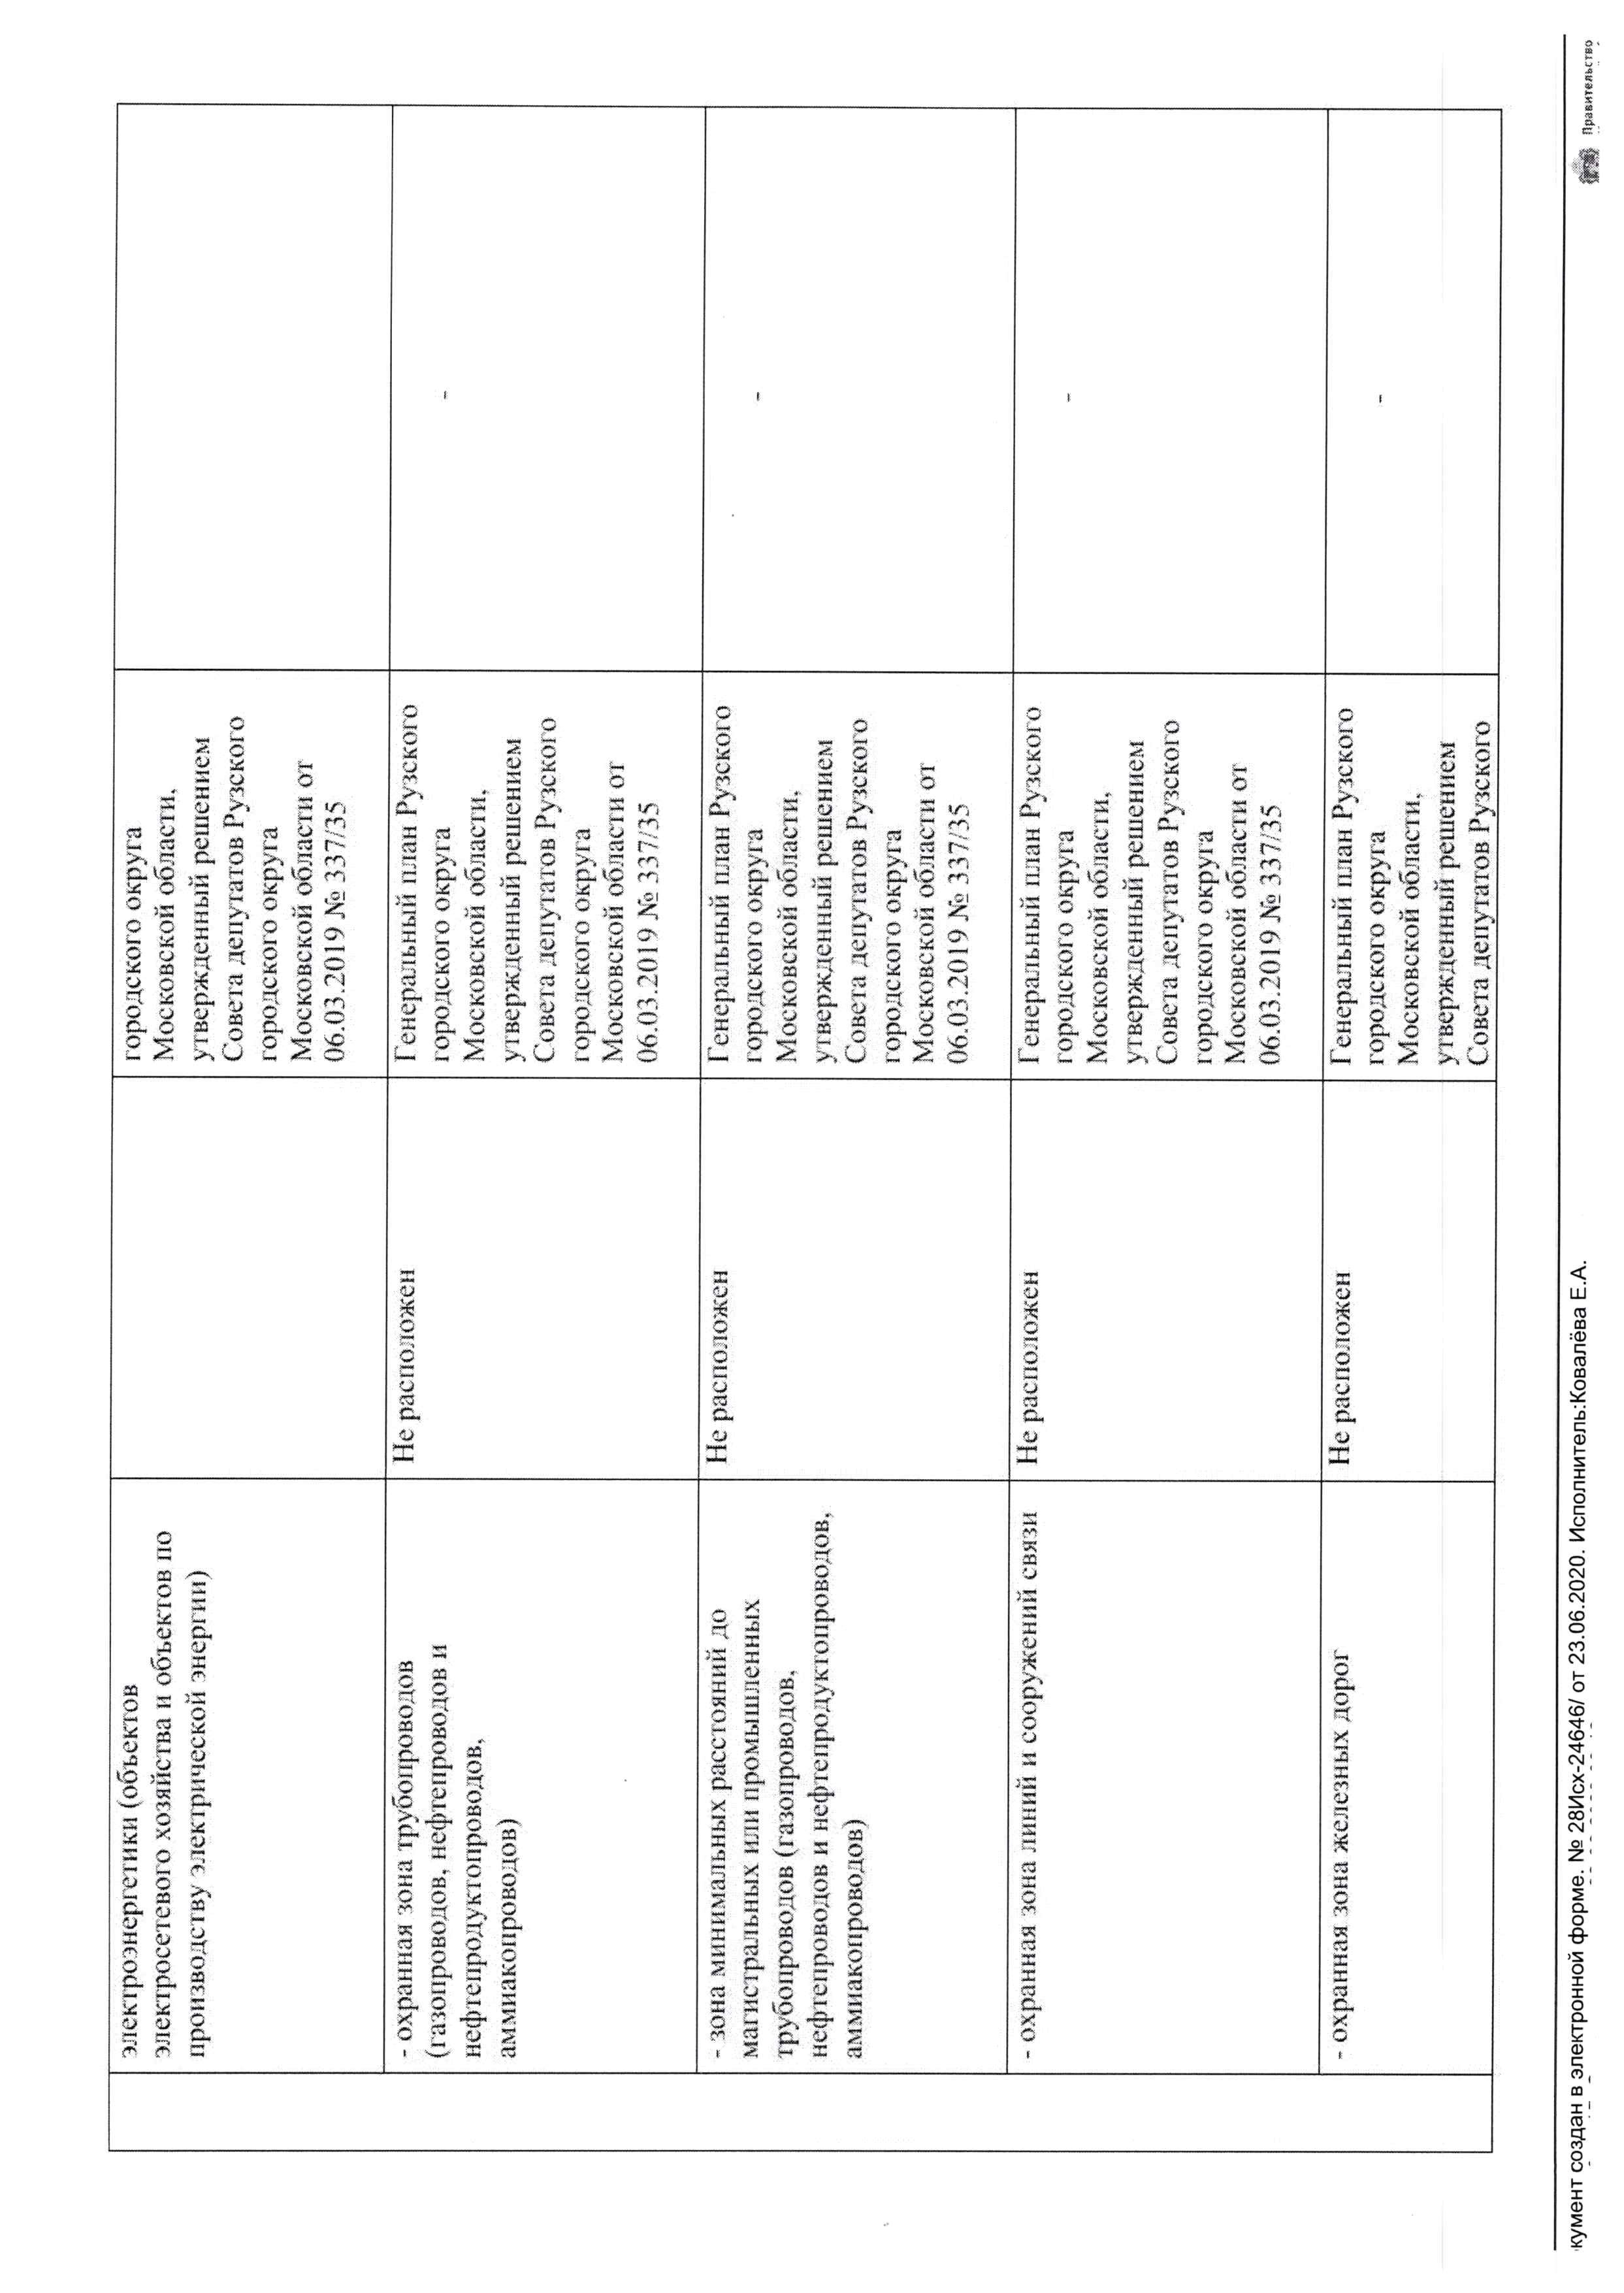 электроэнергетики (объектов
электросетевого хозяйства и объектов по
производству электрической энергии)
городского округа
Московской области,
утвержденный решением
Совета депутатов Рузского
городского округа
Московской области от
06.03.2019 № 337/35
- охранная зона трубопроводов
(газопроводов, нефтепроводов и
нефтепродуктопроводов,
аммиакопроводов)
Не расположен
Генеральный план Рузского
городского округа
Московской области,
утвержденный решением
Совета депутатов Рузского
городского округа
Московской области от
06.03.2019 № 337/35
-
- зона минимальных расстояний до
магистральных или промышленных
трубопроводов (газопроводов,
нефтепроводов и нефтепродуктопроводов,
аммиакопроводов)
Не расположен
Генеральный план Рузского
городского округа
Московской области,
утвержденный решением
Совета депутатов Рузского
городского округа
Московской области от
06.03.2019 № 337/35
-
- охранная зона линий и сооружений связи
Не расположен
Генеральный план Рузского
городского округа
Московской области,
утвержденный решением
Совета депутатов Рузского
городского округа
Московской области от
06.03.2019 № 337/35
-
- охранная зона железных дорог
Не расположен
Генеральный план Рузского
городского округа
Московской области,
утвержденный решением
Совета депутатов Рузского
-
кумент создан в электронной форме. № 28Исх-24646/ от 23.06.2020. Исполнитель:Ковалёва Е.А.
Правительство